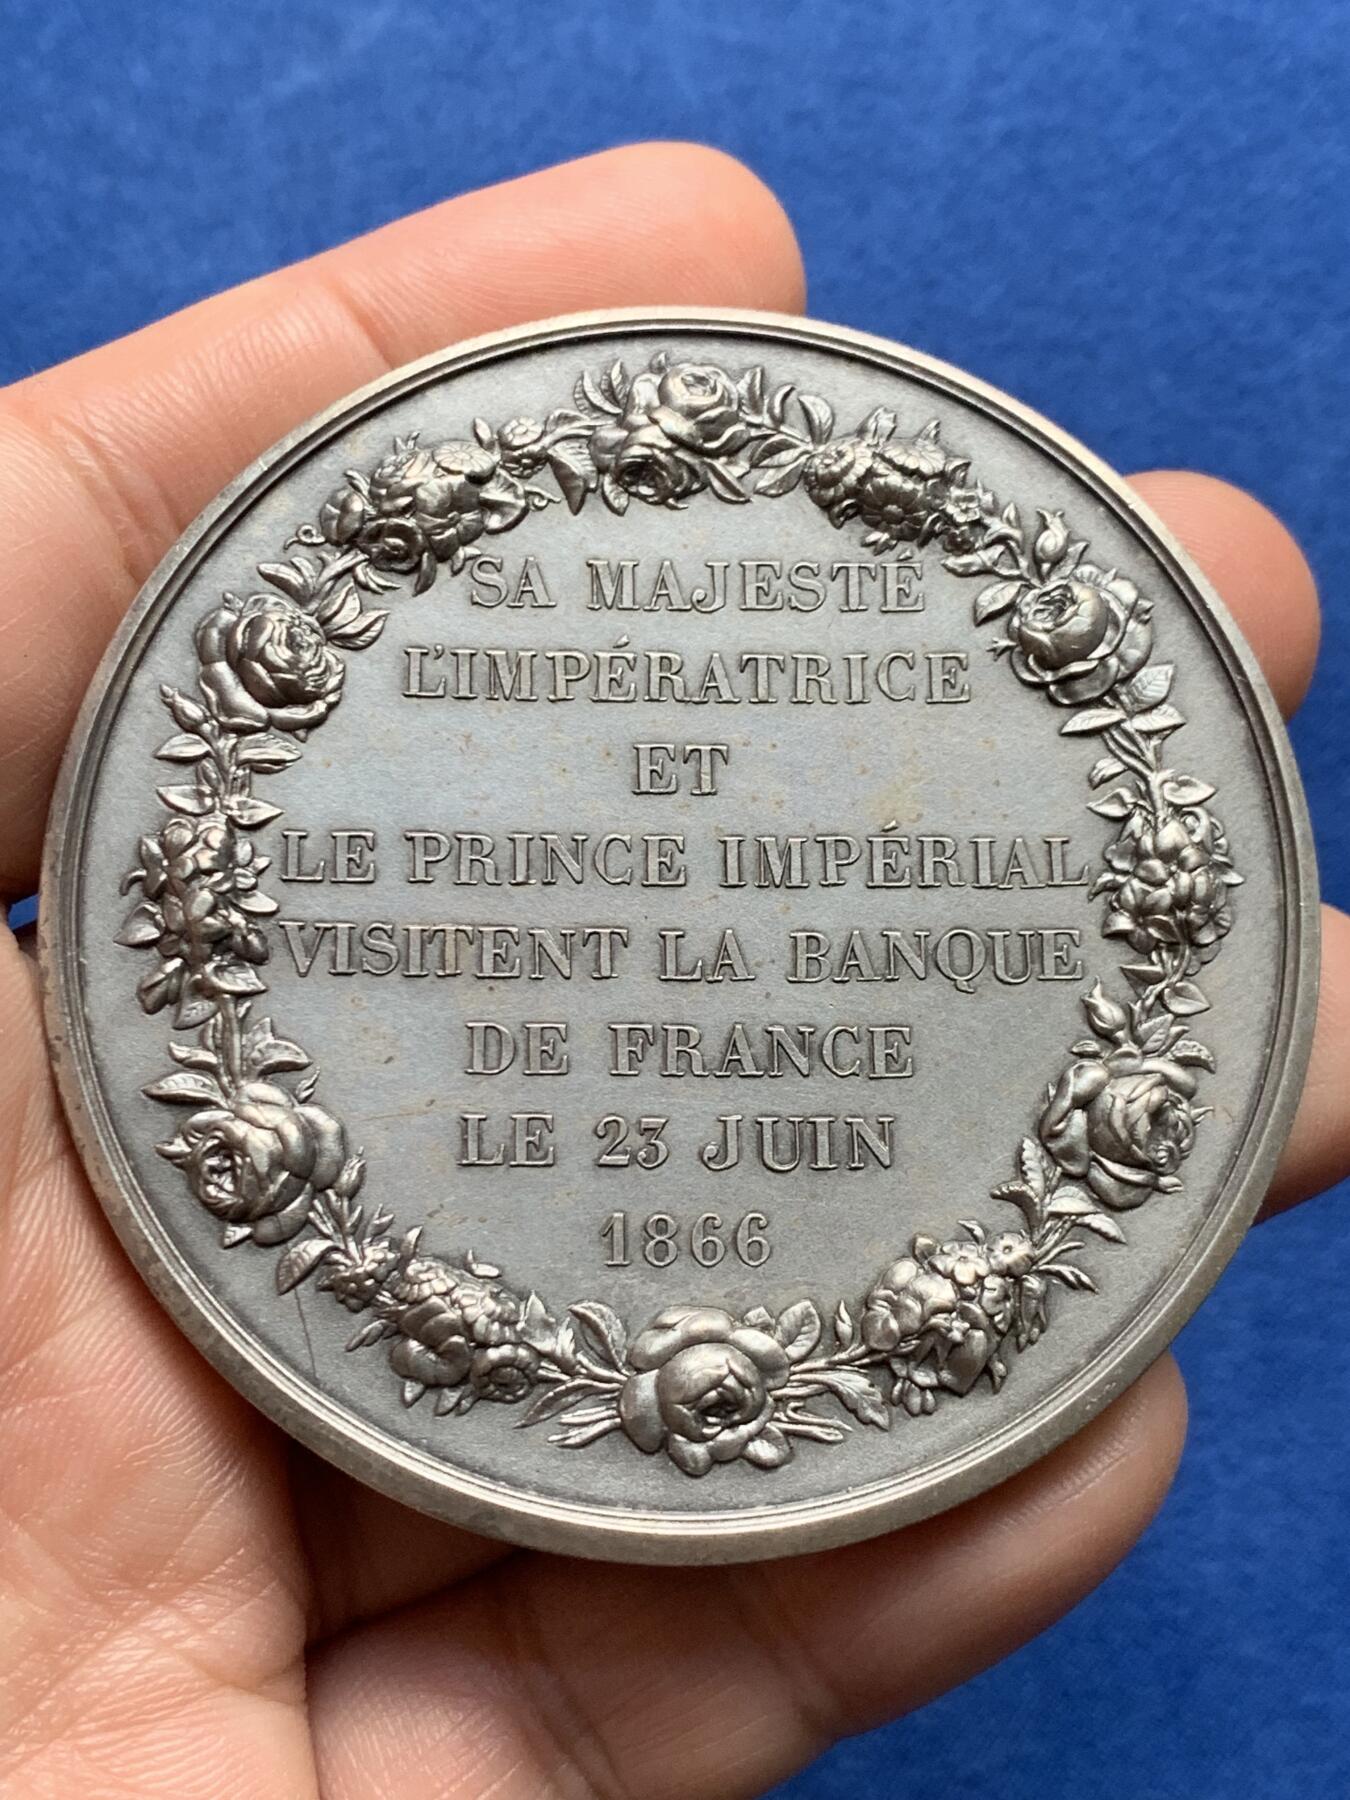 SA MAJESTÉ
L'IMPÉRATRICE
ET
LE PRINCE IMPÉRIAL
VISITENT LA BANQUE
DE FRANCE
LE 23 JUIN
1866